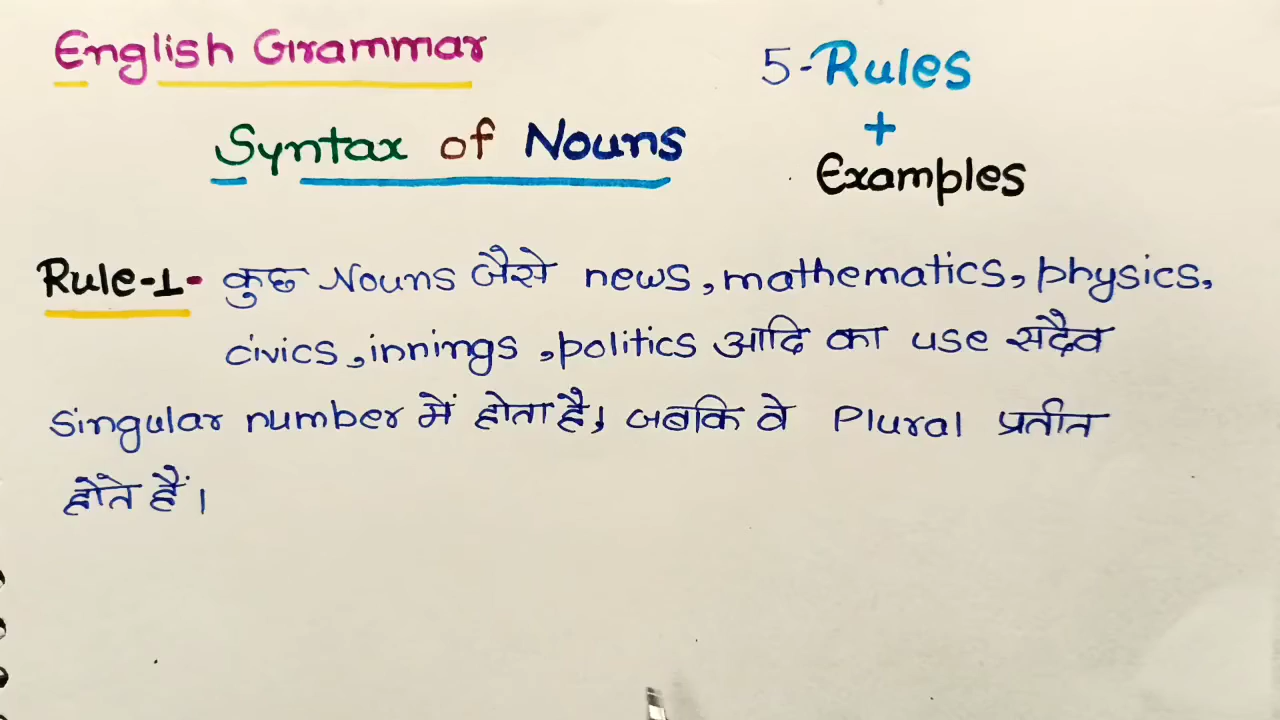 English Grammar
5-Rules
+
Examples
Syntax of Nouns
Rule-1- कुछ Nouns जैसे news, mathematics, physics,
civics, innings, politics आदि का use सदैव
singular number में होता है, जबकि वे Plural प्रतीत
होते हैं।